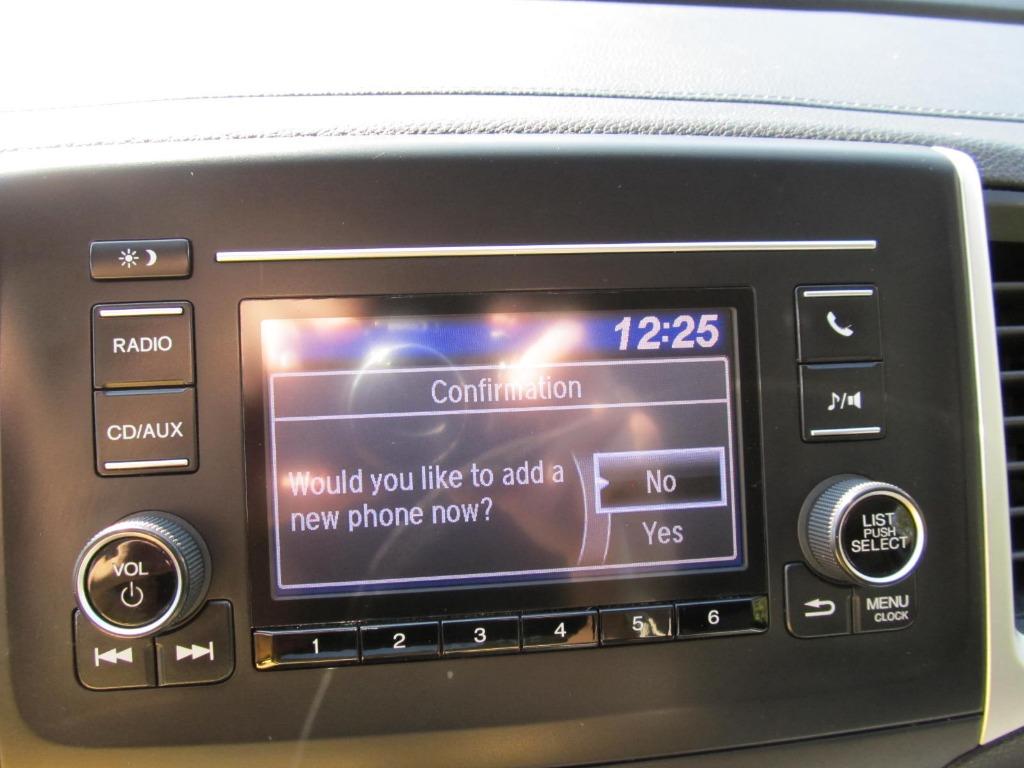 12:25
Confirmation
Would you like to add a
new phone now?
No
Yes
RADIO
CD/AUX
VOL
LIST
PUSH
SELECT
MENU
CLOCK
1 2 3 4 5 6